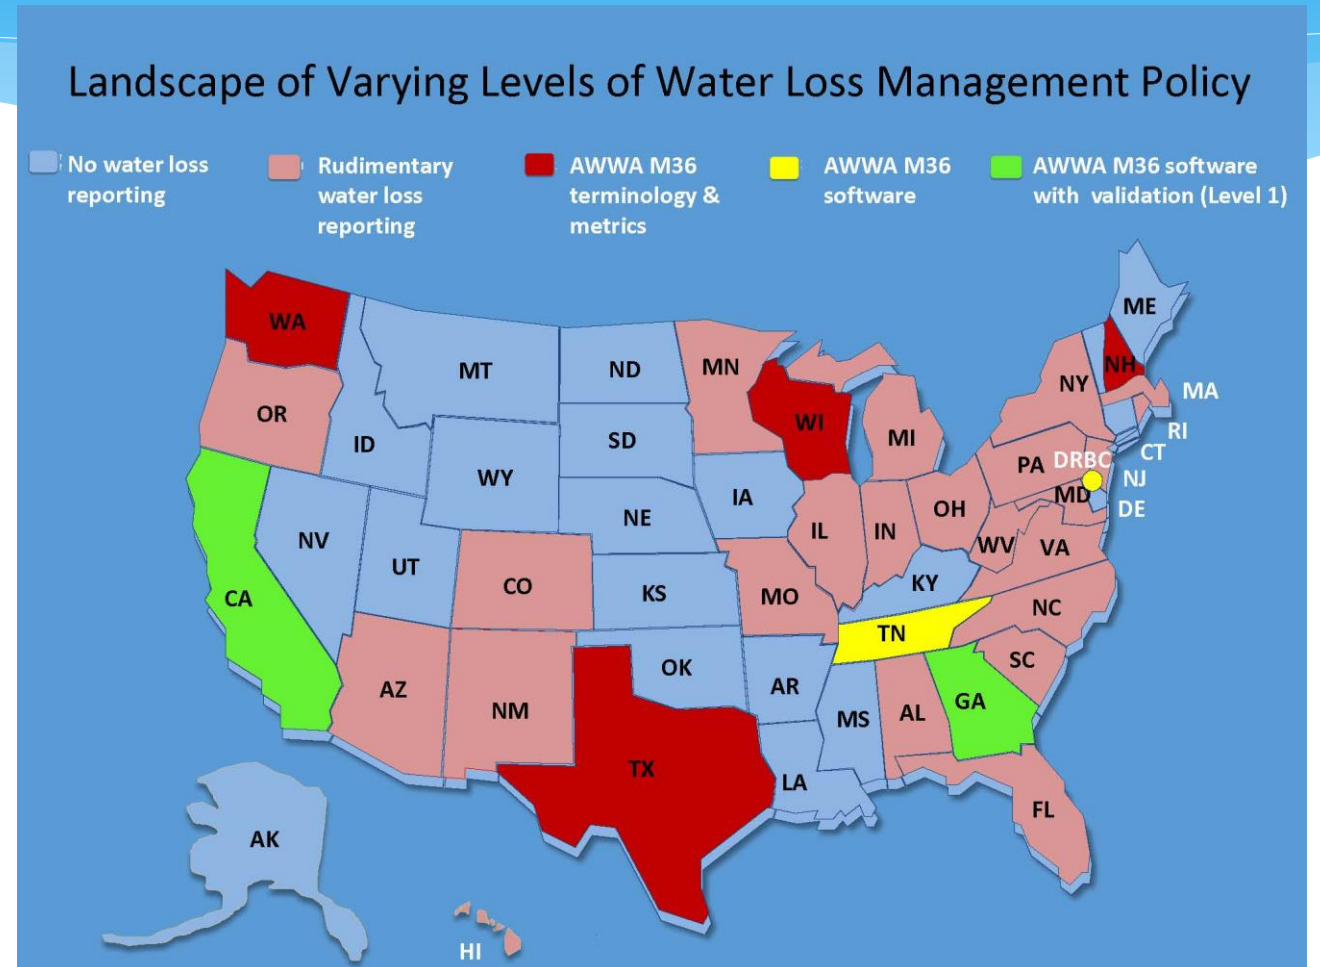 Landscape of Varying Levels of Water Loss Management Policy
No water loss
reporting
Rudimentary
water loss
reporting
AWWA M36
terminology &
metrics
AWWA M36
software
AWWA M36 software
with validation (Level 1)
WA
MT
ND
MN
ME
NH
NY
MA
OR
ID
SD
WI
MI
RI
CT
WY
IA
PA
DRBC
NJ
MD
DE
NV
UT
NE
IL
IN
OH
WV
VA
CA
CO
KS
MO
KY
NC
TN
AZ
NM
OK
AR
MS
AL
GA
SC
TX
LA
FL
AK
HI